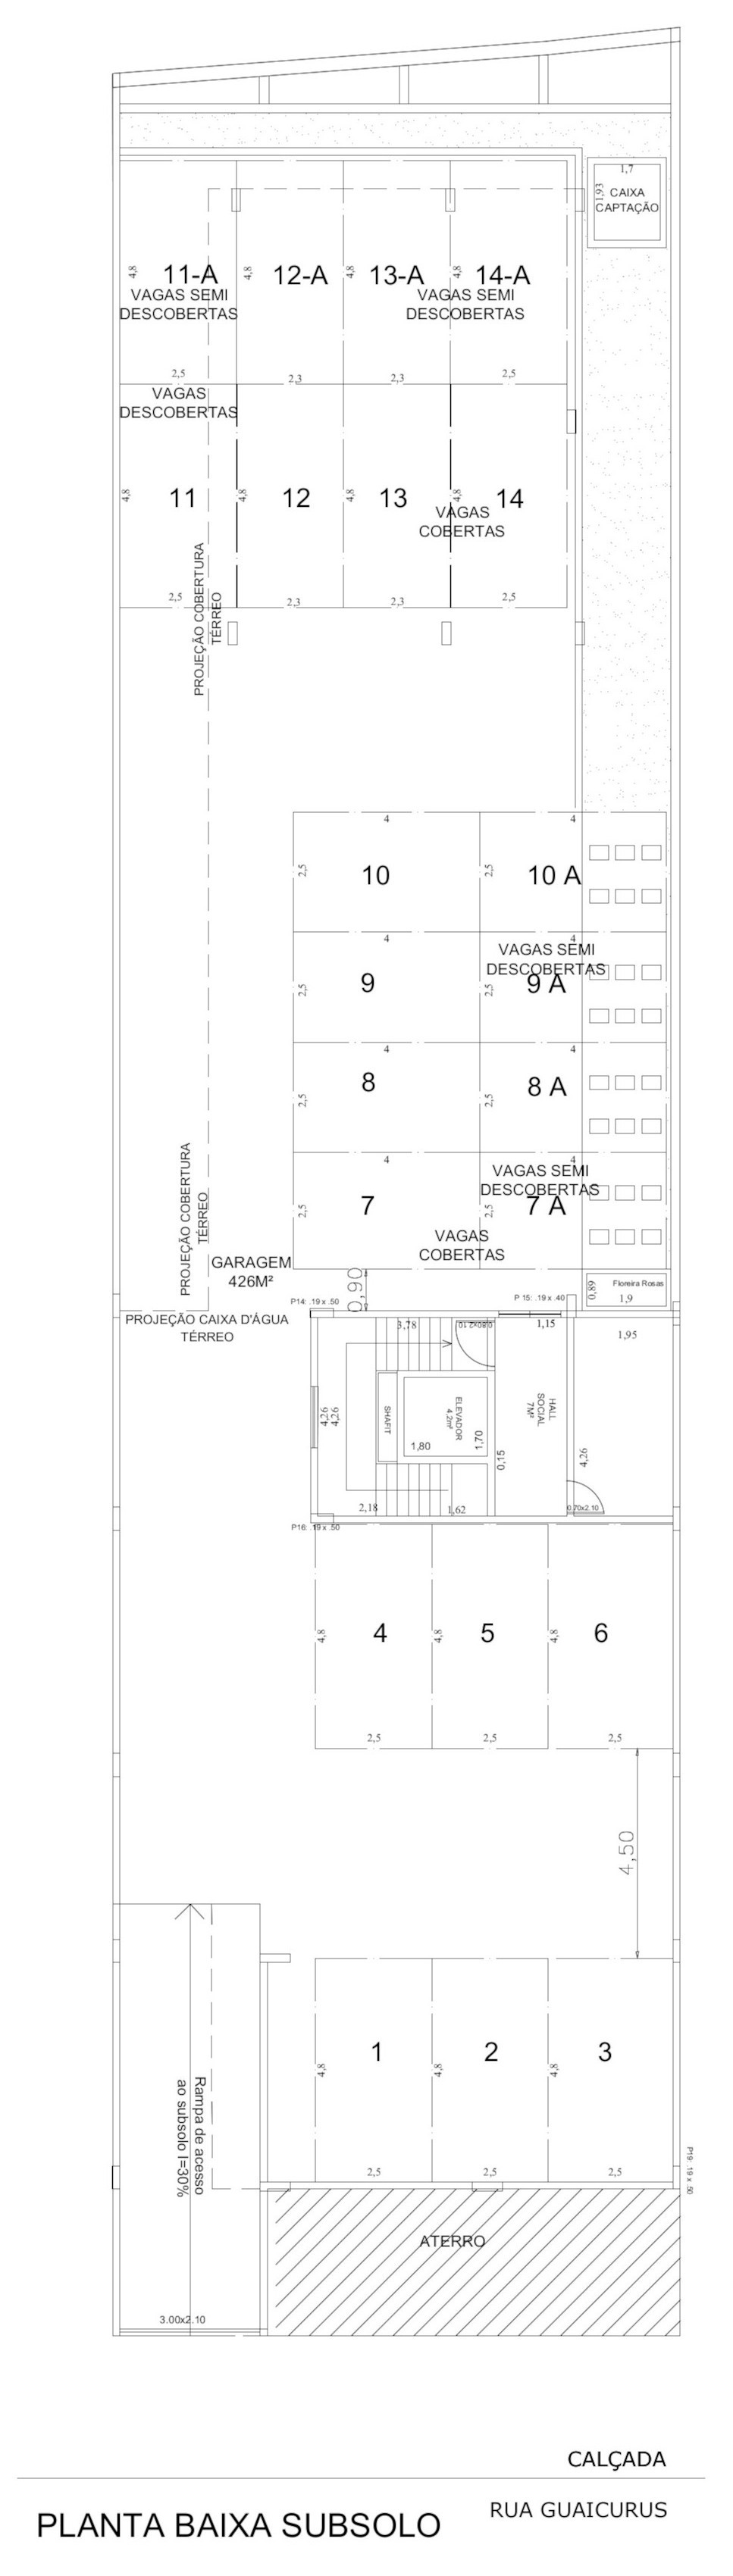 1,7
1,93
CAIXA
CAPTAÇÃO
4,8
11-A
4,8
12-A
4,8
13-A
4,8
14-A
VAGAS SEMI
DESCOBERTAS
VAGAS SEMI
DESCOBERTAS
2,5
2,3
2,3
2,5
VAGAS
DESCOBERTAS
4,8
11
4,8
12
4,8
13
4,8
14
VAGAS
COBERTAS
2,5
2,3
2,3
2,5
PROJEÇÃO COBERTURA
TÉRREO
4
4
2,5
10
2,5
10 A
4
4
VAGAS SEMI
DESCOBERTAS
2,5
9
2,5
9 A
4
4
2,5
8
2,5
8 A
4
4
VAGAS SEMI
DESCOBERTAS
2,5
7
2,5
7 A
VAGAS
COBERTAS
PROJEÇÃO COBERTURA
TÉRREO
GARAGEM
426M²
0,90
0,89
Floreira Rosas
1,9
P14: .19 x .50
P 15: .19 x .40
PROJEÇÃO CAIXA D'ÁGUA
TÉRREO
3,78
0.80x2.10
1,15
1,95
4,26
4,26
SHAFIT
ELEVADOR
4,2m²
1,80
1,70
0,15
HALL
SOCIAL
7M²
4,26
2,18
1,62
0.70x2.10
P16: .19 x .50
4,8
4
4,8
5
4,8
6
2,5
2,5
2,5
4,50
4,8
1
4,8
2
4,8
3
2,5
2,5
2,5
Rampa de acesso
ao subsolo I=30%
P19: .19 x .50
ATERRO
3.00x2.10
CALÇADA
RUA GUAICURUS
PLANTA BAIXA SUBSOLO